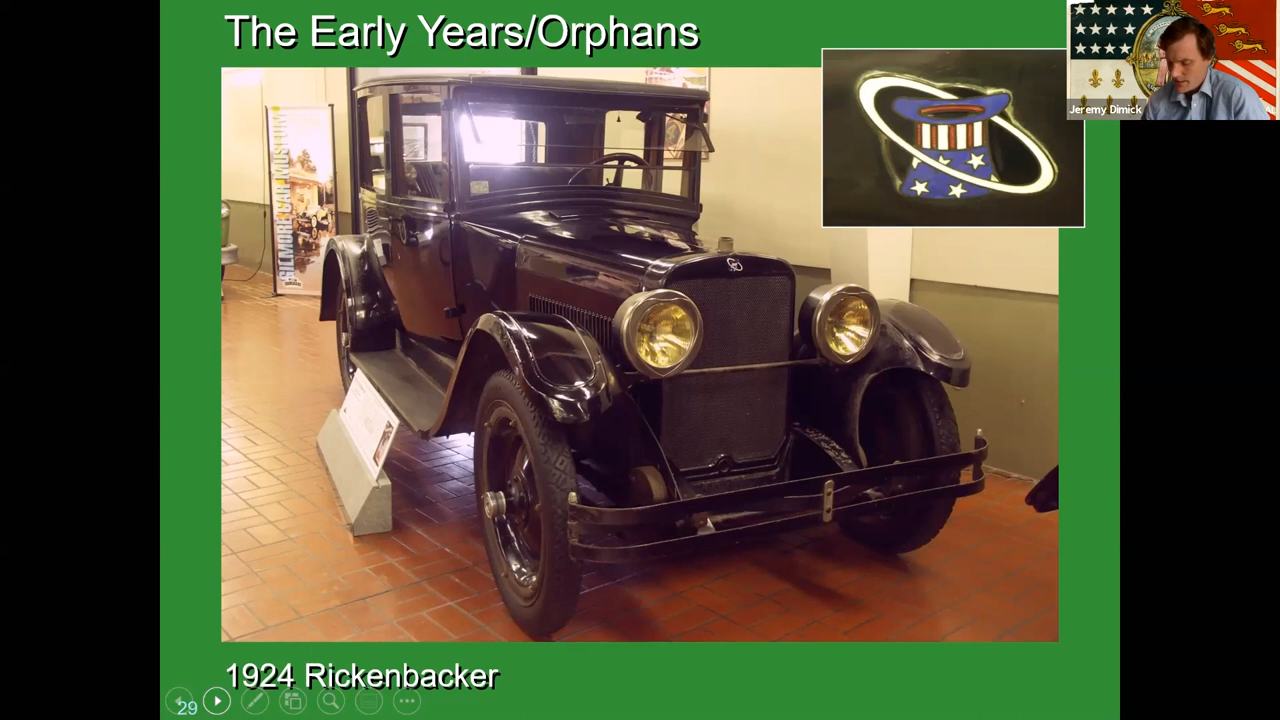 The Early Years/Orphans
Jeremy Dimick
GILMORE CAR MUSEUM
1924 Rickenbacker
29